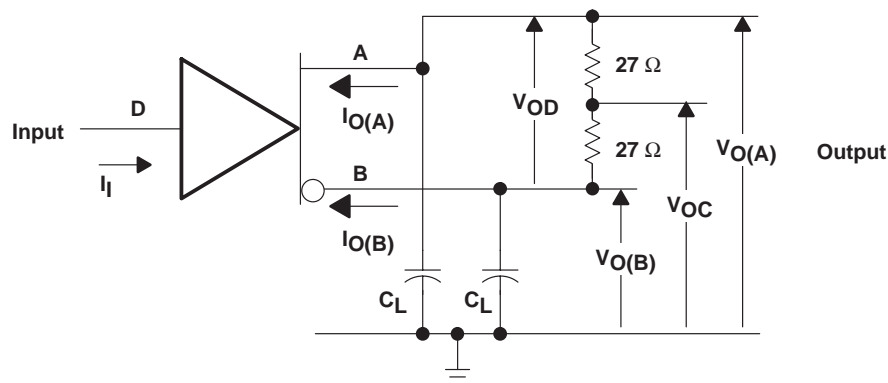 A
27 Ω
D
I_O(A)
V_OD
Input
27 Ω
V_O(A)
Output
I_I
B
V_OC
I_O(B)
V_O(B)
C_L
C_L